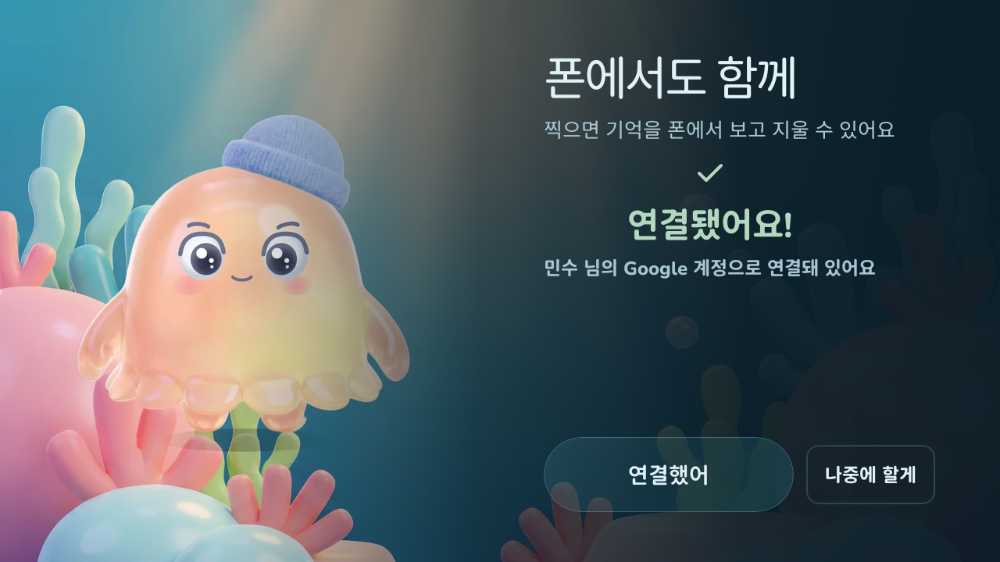 폰에서도 함께
찍으면 기억을 폰에서 보고 지울 수 있어요
연결됐어요!
민수 님의 Google 계정으로 연결돼 있어요
연결했어
나중에 할게